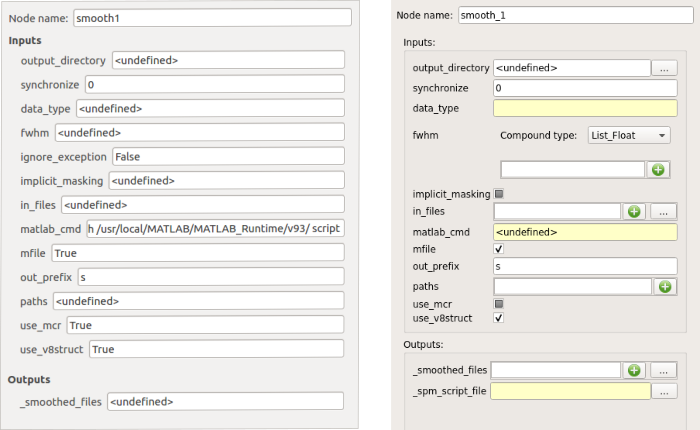 Node name: smooth1
Inputs
output_directory <undefined>
synchronize 0
data_type <undefined>
fwhm <undefined>
ignore_exception False
implicit_masking <undefined>
in_files <undefined>
matlab_cmd h /usr/local/MATLAB/MATLAB_Runtime/v93/ script
mfile True
out_prefix s
paths <undefined>
use_mcr True
use_v8struct True
Outputs
_smoothed_files <undefined>
Node name: smooth_1
Inputs:
output_directory <undefined> ...
synchronize 0
data_type
fwhm Compound type: List_Float
implicit_masking
in_files ...
matlab_cmd <undefined>
mfile
out_prefix s
paths
use_mcr
use_v8struct
Outputs:
_smoothed_files ...
_spm_script_file ...